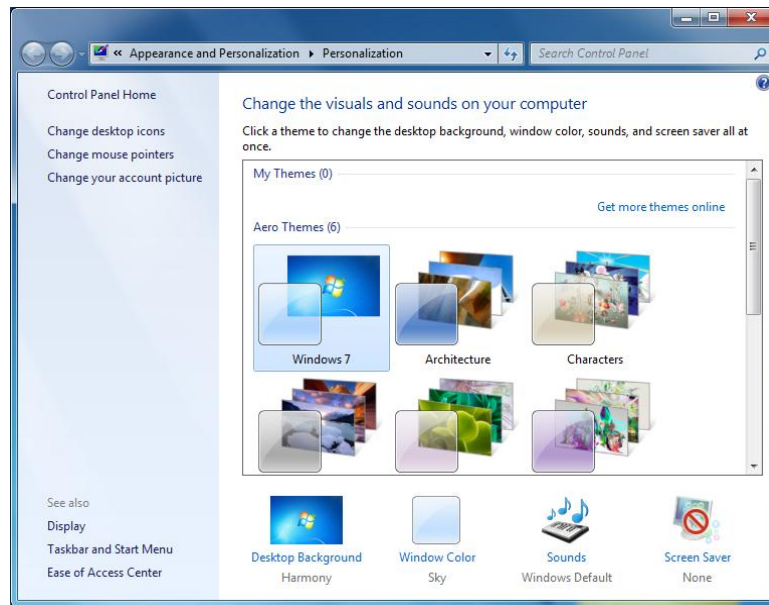 « Appearance and Personalization ▸ Personalization
Search Control Panel
Control Panel Home
Change desktop icons
Change mouse pointers
Change your account picture
See also
Display
Taskbar and Start Menu
Ease of Access Center
Change the visuals and sounds on your computer
Click a theme to change the desktop background, window color, sounds, and screen saver all at
once.
My Themes (0)
Get more themes online
Aero Themes (6)
Windows 7
Architecture
Characters
Desktop Background
Harmony
Window Color
Sky
Sounds
Windows Default
Screen Saver
None